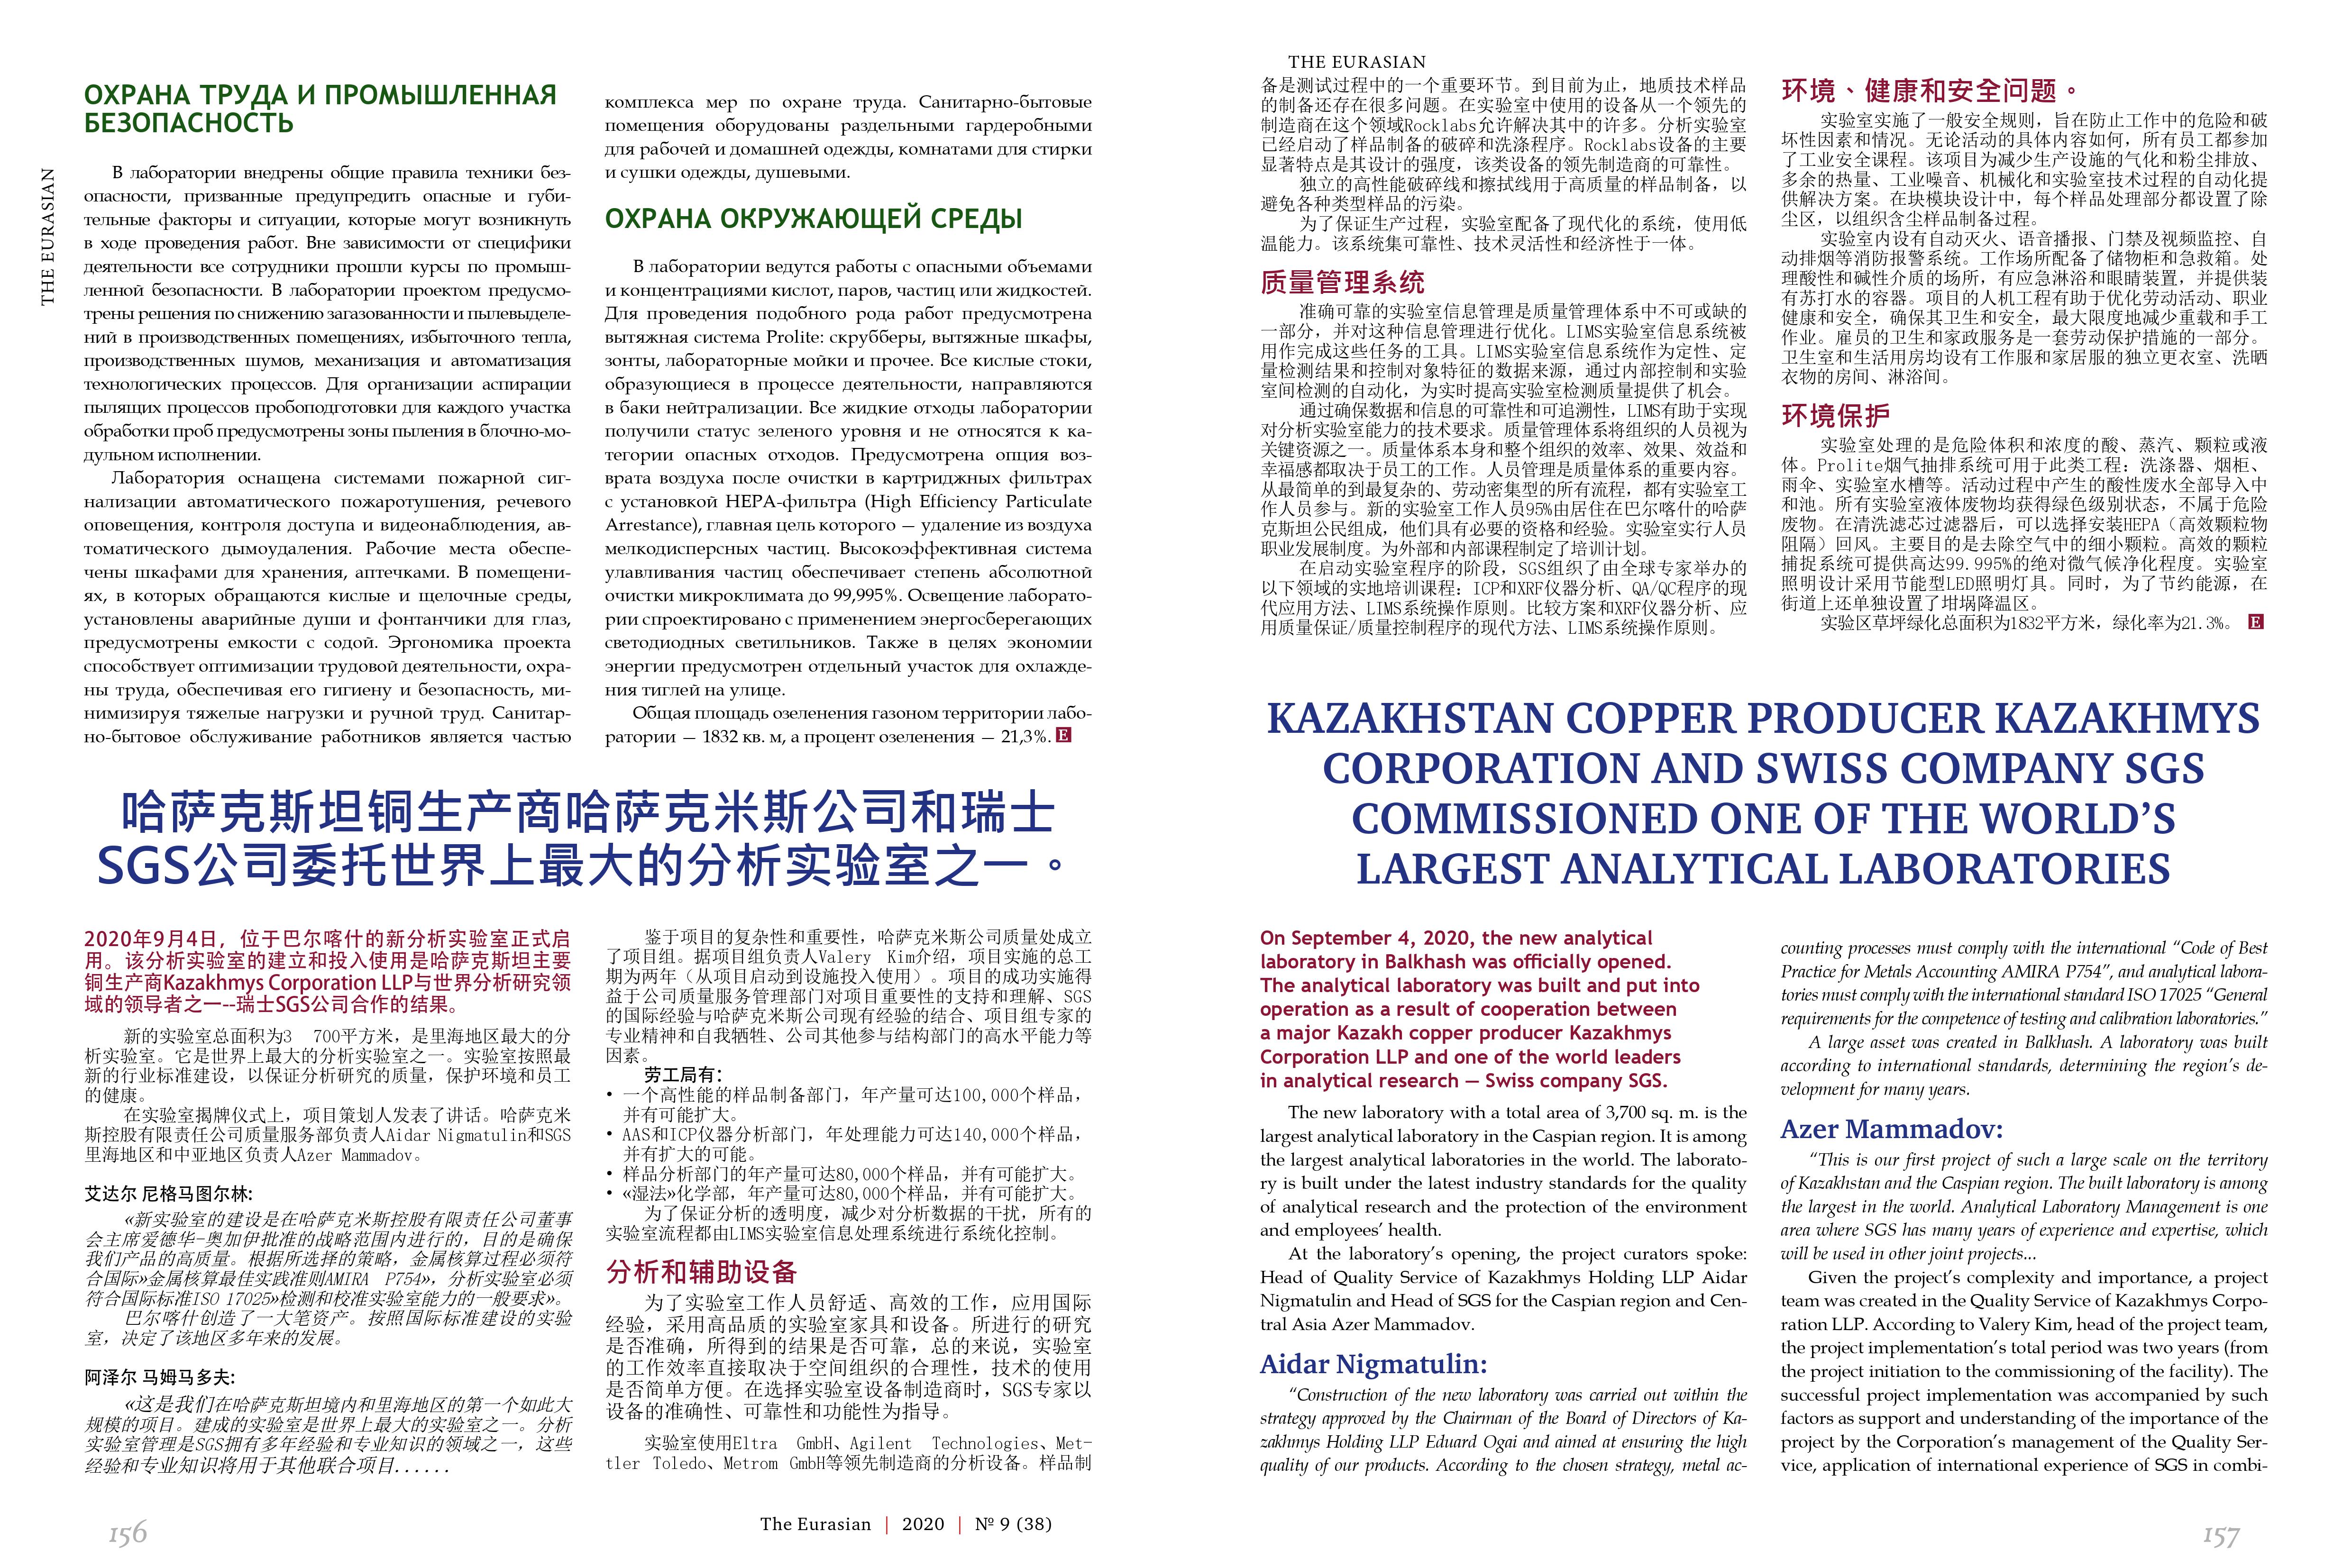 THE EURASIAN
ОХРАНА ТРУДА И ПРОМЫШЛЕННАЯ
БЕЗОПАСНОСТЬ
В лаборатории внедрены общие правила техники без-
опасности, призванные предупредить опасные и губи-
тельные факторы и ситуации, которые могут возникнуть
в ходе проведения работ. Вне зависимости от специфики
деятельности все сотрудники прошли курсы по промыш-
ленной безопасности. В лаборатории проектом предусмо-
трены решения по снижению загазованности и пылевыделе-
ний в производственных помещениях, избыточного тепла,
производственных шумов, механизация и автоматизация
технологических процессов. Для организации аспирации
пылящих процессов пробоподготовки для каждого участка
обработки проб предусмотрены зоны пыления в блочно-мо-
дульном исполнении.
Лаборатория оснащена системами пожарной сиг-
нализации автоматического пожаротушения, речевого
оповещения, контроля доступа и видеонаблюдения, ав-
томатического дымоудаления. Рабочие места обеспе-
чены шкафами для хранения, аптечками. В помещени-
ях, в которых обращаются кислые и щелочные среды,
установлены аварийные души и фонтанчики для глаз,
предусмотрены емкости с содой. Эргономика проекта
способствует оптимизации трудовой деятельности, охра-
ны труда, обеспечивая его гигиену и безопасность, ми-
нимизируя тяжелые нагрузки и ручной труд. Санитар-
но-бытовое обслуживание работников является частью
комплекса мер по охране труда. Санитарно-бытовые
помещения оборудованы раздельными гардеробными
для рабочей и домашней одежды, комнатами для стирки
и сушки одежды, душевыми.
ОХРАНА ОКРУЖАЮЩЕЙ СРЕДЫ
В лаборатории ведутся работы с опасными объемами
и концентрациями кислот, паров, частиц или жидкостей.
Для проведения подобного рода работ предусмотрена
вытяжная система Prolite: скрубберы, вытяжные шкафы,
зонты, лабораторные мойки и прочее. Все кислые стоки,
образующиеся в процессе деятельности, направляются
в баки нейтрализации. Все жидкие отходы лаборатории
получили статус зеленого уровня и не относятся к ка-
тегории опасных отходов. Предусмотрена опция воз-
врата воздуха после очистки в картриджных фильтрах
с установкой HEPA-фильтра (High Efficiency Particulate
Arrestance), главная цель которого — удаление из воздуха
мелкодисперсных частиц. Высокоэффективная система
улавливания частиц обеспечивает степень абсолютной
очистки микроклимата до 99,995%. Освещение лаборато-
рии спроектировано с применением энергосберегающих
светодиодных светильников. Также в целях экономии
энергии предусмотрен отдельный участок для охлажде-
ния тиглей на улице.
Общая площадь озеленения газоном территории лабо-
ратории — 1832 кв. м, а процент озеленения — 21,3%. E
哈萨克斯坦铜生产商哈萨克米斯公司和瑞士
SGS公司委托世界上最大的分析实验室之一。
2020年9月4日，位于巴尔喀什的新分析实验室正式启
用。该分析实验室的建立和投入使用是哈萨克斯坦主要
铜生产商Kazakhmys Corporation LLP与世界分析研究领
域的领导者之一--瑞士SGS公司合作的结果。
新的实验室总面积为3 700平方米，是里海地区最大的分
析实验室。它是世界上最大的分析实验室之一。实验室按照最
新的行业标准建设，以保证分析研究的质量，保护环境和员工
的健康。
在实验室揭牌仪式上，项目策划人发表了讲话。哈萨克米
斯控股有限责任公司质量服务部负责人Aidar Nigmatulin和SGS
里海地区和中亚地区负责人Azer Mammadov。
艾达尔 尼格马图尔林:
«新实验室的建设是在哈萨克米斯控股有限责任公司董事
会主席爱德华-奥加伊批准的战略范围内进行的，目的是确保
我们产品的高质量。根据所选择的策略，金属核算过程必须符
合国际»金属核算最佳实践准则AMIRA P754»，分析实验室必须
符合国际标准ISO 17025»检测和校准实验室能力的一般要求»。
巴尔喀什创造了一大笔资产。按照国际标准建设的实验
室，决定了该地区多年来的发展。
阿泽尔 马姆马多夫:
«这是我们在哈萨克斯坦境内和里海地区的第一个如此大
规模的项目。建成的实验室是世界上最大的实验室之一。分析
实验室管理是SGS拥有多年经验和专业知识的领域之一，这些
经验和专业知识将用于其他联合项目......
鉴于项目的复杂性和重要性，哈萨克米斯公司质量处成立
了项目组。据项目组负责人Valery Kim介绍，项目实施的总工
期为两年（从项目启动到设施投入使用）。项目的成功实施得
益于公司质量服务管理部门对项目重要性的支持和理解、SGS
的国际经验与哈萨克米斯公司现有经验的结合、项目组专家的
专业精神和自我牺牲、公司其他参与结构部门的高水平能力等
因素。
劳工局有:
• 一个高性能的样品制备部门，年产量可达100,000个样品，
并有可能扩大。
• AAS和ICP仪器分析部门，年处理能力可达140,000个样品，
并有扩大的可能。
• 样品分析部门的年产量可达80,000个样品，并有可能扩大。
• «湿法»化学部，年产量可达80,000个样品，并有可能扩大。
为了保证分析的透明度，减少对分析数据的干扰，所有的
实验室流程都由LIMS实验室信息处理系统进行系统化控制。
分析和辅助设备
为了实验室工作人员舒适、高效的工作，应用国际
经验，采用高品质的实验室家具和设备。所进行的研究
是否准确，所得到的结果是否可靠，总的来说，实验室
的工作效率直接取决于空间组织的合理性，技术的使用
是否简单方便。在选择实验室设备制造商时，SGS专家以
设备的准确性、可靠性和功能性为指导。
实验室使用Eltra GmbH、Agilent Technologies、Met-
tler Toledo、Metrom GmbH等领先制造商的分析设备。样品制
156
The Eurasian | 2020 | № 9 (38)
THE EURASIAN
备是测试过程中的一个重要环节。到目前为止，地质技术样品
的制备还存在很多问题。在实验室中使用的设备从一个领先的
制造商在这个领域Rocklabs允许解决其中的许多。分析实验室
已经启动了样品制备的破碎和洗涤程序。Rocklabs设备的主要
显著特点是其设计的强度，该类设备的领先制造商的可靠性。
独立的高性能破碎线和擦拭线用于高质量的样品制备，以
避免各种类型样品的污染。
为了保证生产过程，实验室配备了现代化的系统，使用低
温能力。该系统集可靠性、技术灵活性和经济性于一体。
质量管理系统
准确可靠的实验室信息管理是质量管理体系中不可或缺的
一部分，并对这种信息管理进行优化。LIMS实验室信息系统被
用作完成这些任务的工具。LIMS实验室信息系统作为定性、定
量检测结果和控制对象特征的数据来源，通过内部控制和实验
室间检测的自动化，为实时提高实验室检测质量提供了机会。
通过确保数据和信息的可靠性和可追溯性，LIMS有助于实现
对分析实验室能力的技术要求。质量管理体系将组织的人员视为
关键资源之一。质量体系本身和整个组织的效率、效果、效益和
幸福感都取决于员工的工作。人员管理是质量体系的重要内容。
从最简单的到最复杂的、劳动密集型的所有流程，都有实验室工
作人员参与。新的实验室工作人员95%由居住在巴尔喀什的哈萨
克斯坦公民组成，他们具有必要的资格和经验。实验室实行人员
职业发展制度。为外部和内部课程制定了培训计划。
在启动实验室程序的阶段，SGS组织了由全球专家举办的
以下领域的实地培训课程：ICP和XRF仪器分析、QA/QC程序的现
代应用方法、LIMS系统操作原则。比较方案和XRF仪器分析、应
用质量保证/质量控制程序的现代方法、LIMS系统操作原则。
环境、健康和安全问题。
实验室实施了一般安全规则，旨在防止工作中的危险和破
坏性因素和情况。无论活动的具体内容如何，所有员工都参加
了工业安全课程。该项目为减少生产设施的气化和粉尘排放、
多余的热量、工业噪音、机械化和实验室技术过程的自动化提
供解决方案。在块模块设计中，每个样品处理部分都设置了除
尘区，以组织含尘样品制备过程。
实验室内设有自动灭火、语音播报、门禁及视频监控、自
动排烟等消防报警系统。工作场所配备了储物柜和急救箱。处
理酸性和碱性介质的场所，有应急淋浴和眼睛装置，并提供装
有苏打水的容器。项目的人机工程有助于优化劳动活动、职业
健康和安全，确保其卫生和安全，最大限度地减少重载和手工
作业。雇员的卫生和家政服务是一套劳动保护措施的一部分。
卫生室和生活用房均设有工作服和家居服的独立更衣室、洗晒
衣物的房间、淋浴间。
环境保护
实验室处理的是危险体积和浓度的酸、蒸汽、颗粒或液
体。Prolite烟气抽排系统可用于此类工程：洗涤器、烟柜、
雨伞、实验室水槽等。活动过程中产生的酸性废水全部导入中
和池。所有实验室液体废物均获得绿色级别状态，不属于危险
废物。在清洗滤芯过滤器后，可以选择安装HEPA（高效颗粒物
阻隔）回风。主要目的是去除空气中的细小颗粒。高效的颗粒
捕捉系统可提供高达99.995%的绝对微气候净化程度。实验室
照明设计采用节能型LED照明灯具。同时，为了节约能源，在
街道上还单独设置了坩埚降温区。
实验区草坪绿化总面积为1832平方米，绿化率为21.3%。 E
KAZAKHSTAN COPPER PRODUCER KAZAKHMYS
CORPORATION AND SWISS COMPANY SGS
COMMISSIONED ONE OF THE WORLD’S
LARGEST ANALYTICAL LABORATORIES
On September 4, 2020, the new analytical
laboratory in Balkhash was officially opened.
The analytical laboratory was built and put into
operation as a result of cooperation between
a major Kazakh copper producer Kazakhmys
Corporation LLP and one of the world leaders
in analytical research — Swiss company SGS.
The new laboratory with a total area of 3,700 sq. m. is the
largest analytical laboratory in the Caspian region. It is among
the largest analytical laboratories in the world. The laborato-
ry is built under the latest industry standards for the quality
of analytical research and the protection of the environment
and employees’ health.
At the laboratory’s opening, the project curators spoke:
Head of Quality Service of Kazakhmys Holding LLP Aidar
Nigmatulin and Head of SGS for the Caspian region and Cen-
tral Asia Azer Mammadov.
Aidar Nigmatulin:
“Construction of the new laboratory was carried out within the
strategy approved by the Chairman of the Board of Directors of Ka-
zakhmys Holding LLP Eduard Ogai and aimed at ensuring the high
quality of our products. According to the chosen strategy, metal ac-
counting processes must comply with the international “Code of Best
Practice for Metals Accounting AMIRA P754”, and analytical labora-
tories must comply with the international standard ISO 17025 “General
requirements for the competence of testing and calibration laboratories.”
A large asset was created in Balkhash. A laboratory was built
according to international standards, determining the region’s de-
velopment for many years.
Azer Mammadov:
“This is our first project of such a large scale on the territory
of Kazakhstan and the Caspian region. The built laboratory is among
the largest in the world. Analytical Laboratory Management is one
area where SGS has many years of experience and expertise, which
will be used in other joint projects...
Given the project’s complexity and importance, a project
team was created in the Quality Service of Kazakhmys Corpo-
ration LLP. According to Valery Kim, head of the project team,
the project implementation’s total period was two years (from
the project initiation to the commissioning of the facility). The
successful project implementation was accompanied by such
factors as support and understanding of the importance of the
project by the Corporation’s management of the Quality Ser-
vice, application of international experience of SGS in combi-
157